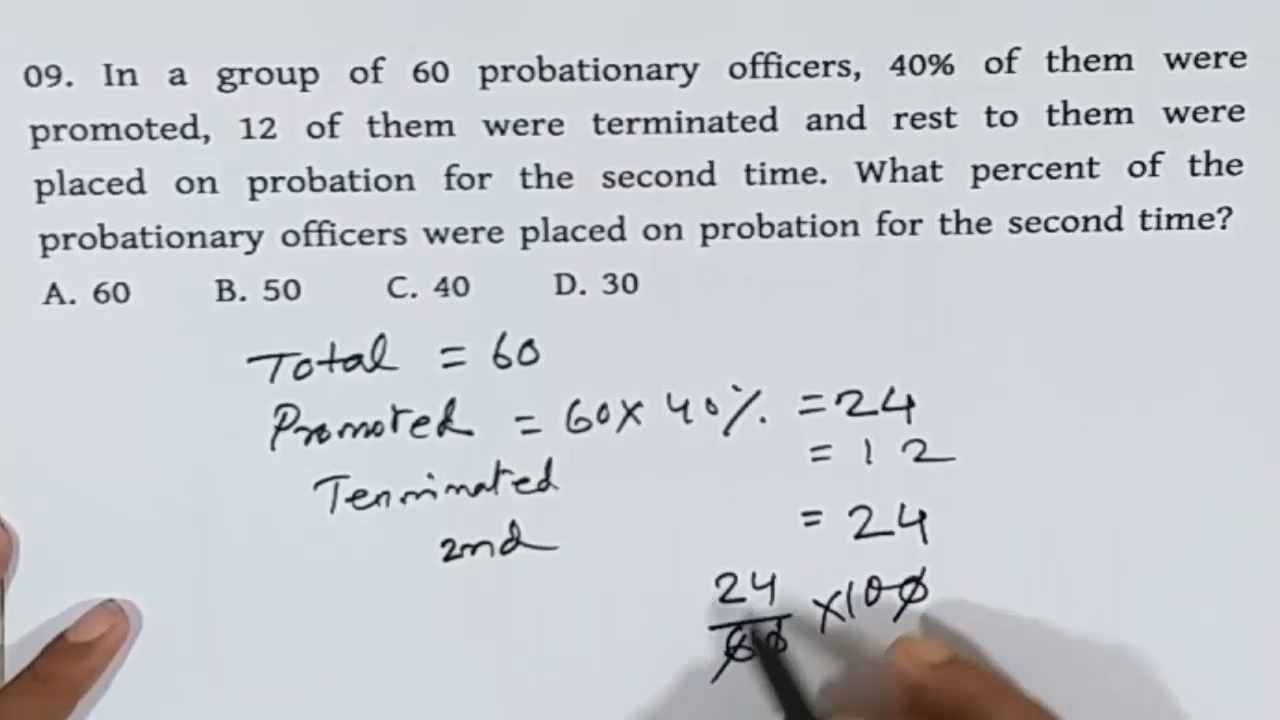 09. In a group of 60 probationary officers, 40% of them were
promoted, 12 of them were terminated and rest to them were
placed on probation for the second time. What percent of the
probationary officers were placed on probation for the second time?
A. 60 B. 50 C. 40 D. 30
Total = 60
Promoted = 60 x 40% = 24
Terminated = 12
2nd = 24
24/60 x 100